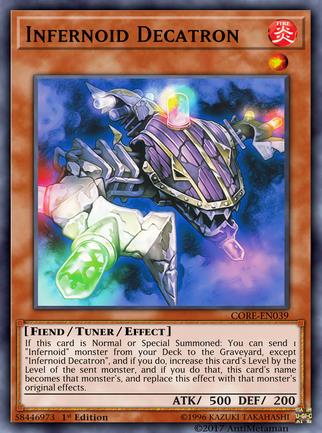 Infernoid Decatron
FIRE
炎
CORE-EN039
[Fiend / Tuner / Effect]
If this card is Normal or Special Summoned: You can send 1
"Infernoid" monster from your Deck to the Graveyard, except
"Infernoid Decatron", and if you do, increase this card's Level by the
Level of the sent monster, and if you do that, this card's name
becomes that monster's, and replace this effect with that monster's
original effects.
ATK/ 500 DEF/ 200
58446973 1st Edition ©1996 KAZUKI TAKAHASHI
©2017 AntiMetaman